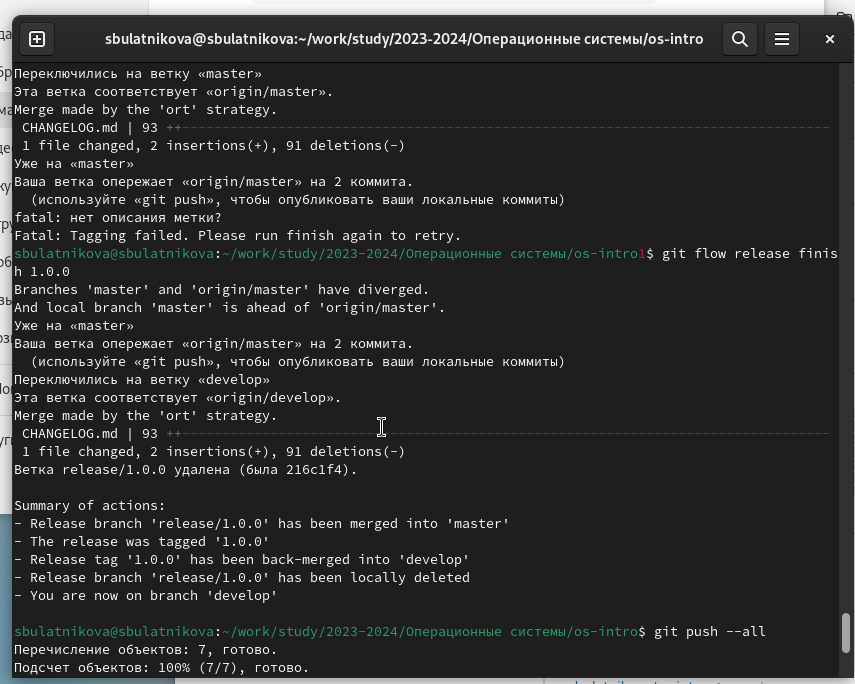 sbulatnikova@sbulatnikova:~/work/study/2023-2024/Операционные системы/os-intro
Переключились на ветку «master»
Эта ветка соответствует «origin/master».
Merge made by the 'ort' strategy.
CHANGELOG.md | 93 ++-------------------------------------------------------------------------------
1 file changed, 2 insertions(+), 91 deletions(-)
Уже на «master»
Ваша ветка опережает «origin/master» на 2 коммита.
(используйте «git push», чтобы опубликовать ваши локальные коммиты)
fatal: нет описания метки?
Fatal: Tagging failed. Please run finish again to retry.
sbulatnikova@sbulatnikova:~/work/study/2023-2024/Операционные системы/os-intro1$ git flow release finis
h 1.0.0
Branches 'master' and 'origin/master' have diverged.
And local branch 'master' is ahead of 'origin/master'.
Уже на «master»
Ваша ветка опережает «origin/master» на 2 коммита.
(используйте «git push», чтобы опубликовать ваши локальные коммиты)
Переключились на ветку «develop»
Эта ветка соответствует «origin/develop».
Merge made by the 'ort' strategy.
CHANGELOG.md | 93 ++-------------------------------------------------------------------------------
1 file changed, 2 insertions(+), 91 deletions(-)
Ветка release/1.0.0 удалена (была 216c1f4).
Summary of actions:
- Release branch 'release/1.0.0' has been merged into 'master'
- The release was tagged '1.0.0'
- Release tag '1.0.0' has been back-merged into 'develop'
- Release branch 'release/1.0.0' has been locally deleted
- You are now on branch 'develop'
sbulatnikova@sbulatnikova:~/work/study/2023-2024/Операционные системы/os-intro$ git push --all
Перечисление объектов: 7, готово.
Подсчет объектов: 100% (7/7), готово.